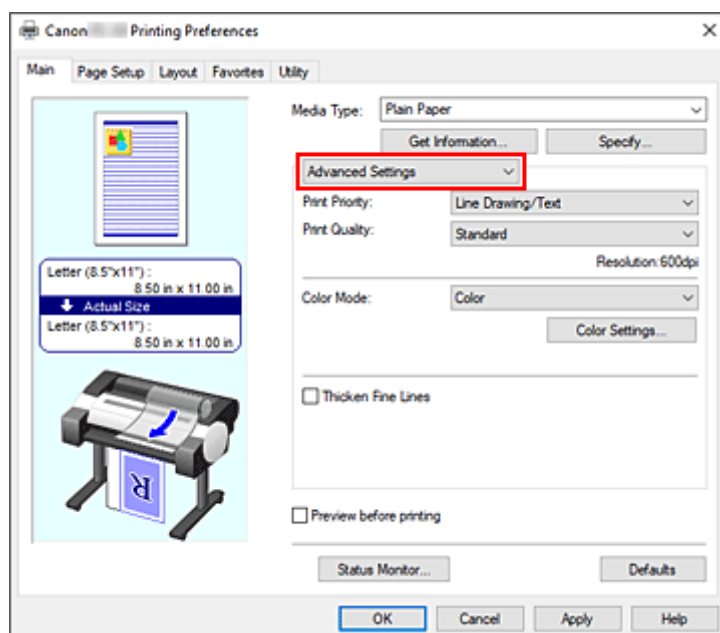 Canon Printing Preferences
Main Page Setup Layout Favorites Utility
Media Type: Plain Paper
Get Information... Specify...
Advanced Settings
Print Priority: Line Drawing/Text
Print Quality: Standard
Resolution:600dpi
Letter (8.5"x11") :
8.50 in x 11.00 in
Actual Size
Letter (8.5"x11") :
8.50 in x 11.00 in
Color Mode: Color
Color Settings...
Thicken Fine Lines
R
Preview before printing
Status Monitor... Defaults
OK Cancel Apply Help